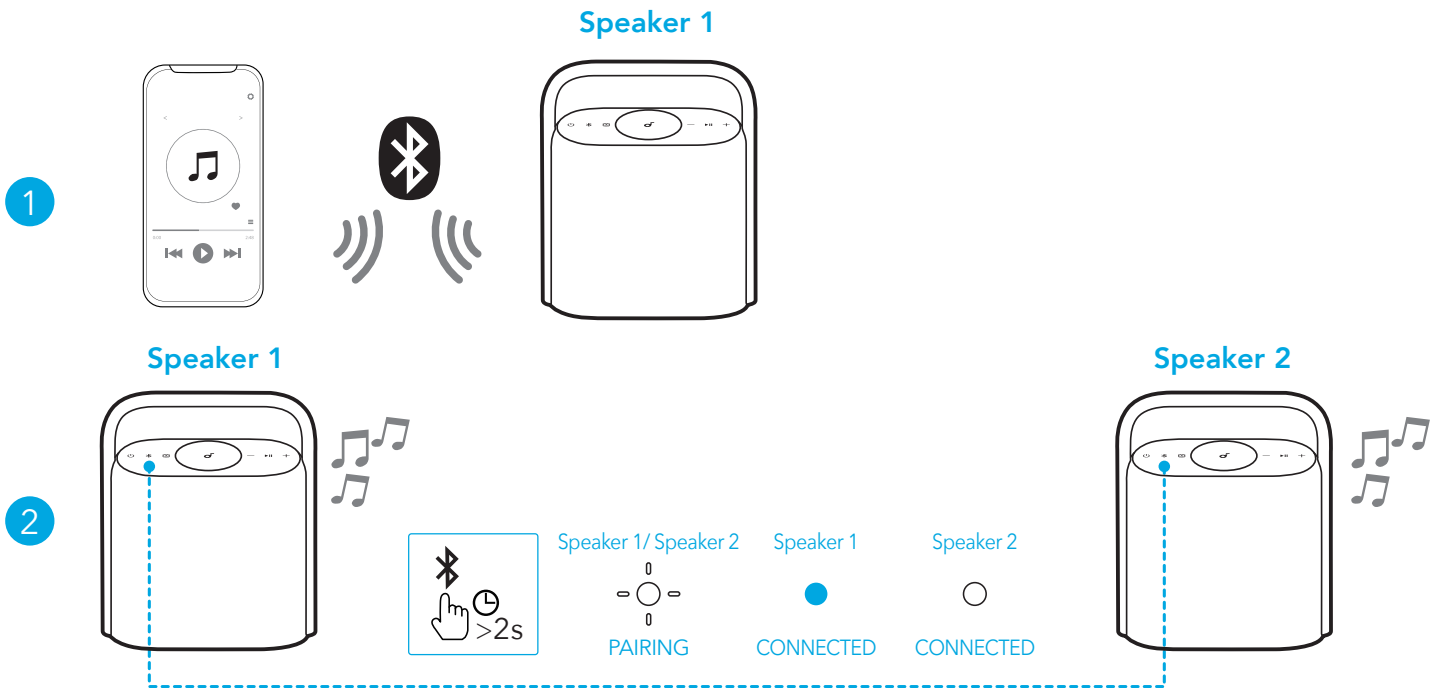 Speaker 1
1
Speaker 1
Speaker 2
2
Speaker 1/ Speaker 2
Speaker 1
Speaker 2
>2s
PAIRING
CONNECTED
CONNECTED